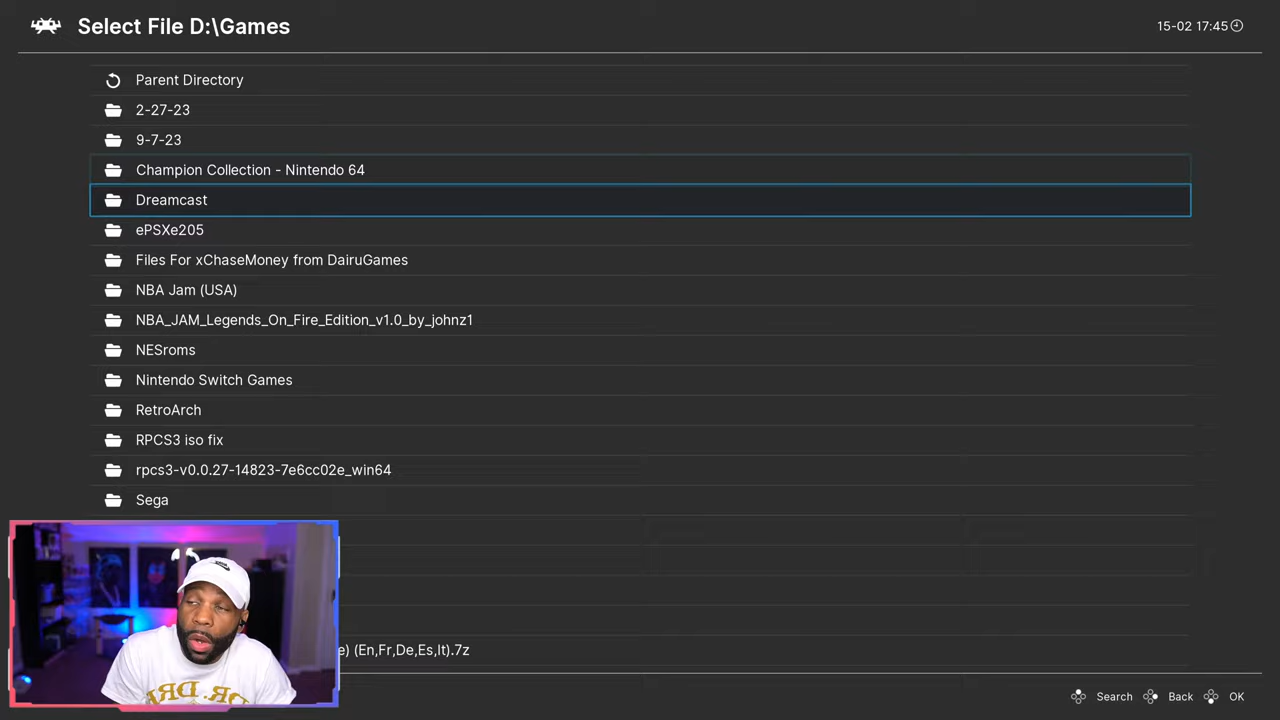 Select File D:\Games
15-02 17:45
Parent Directory
2-27-23
9-7-23
Champion Collection - Nintendo 64
Dreamcast
ePSXe205
Files For xChaseMoney from DairuGames
NBA Jam (USA)
NBA_JAM_Legends_On_Fire_Edition_v1.0_by_johnz1
NESroms
Nintendo Switch Games
RetroArch
RPCS3 iso fix
rpcs3-v0.0.27-14823-7e6cc02e_win64
Sega
(En,Fr,De,Es,It).7z
DR. DRE
Search Back OK